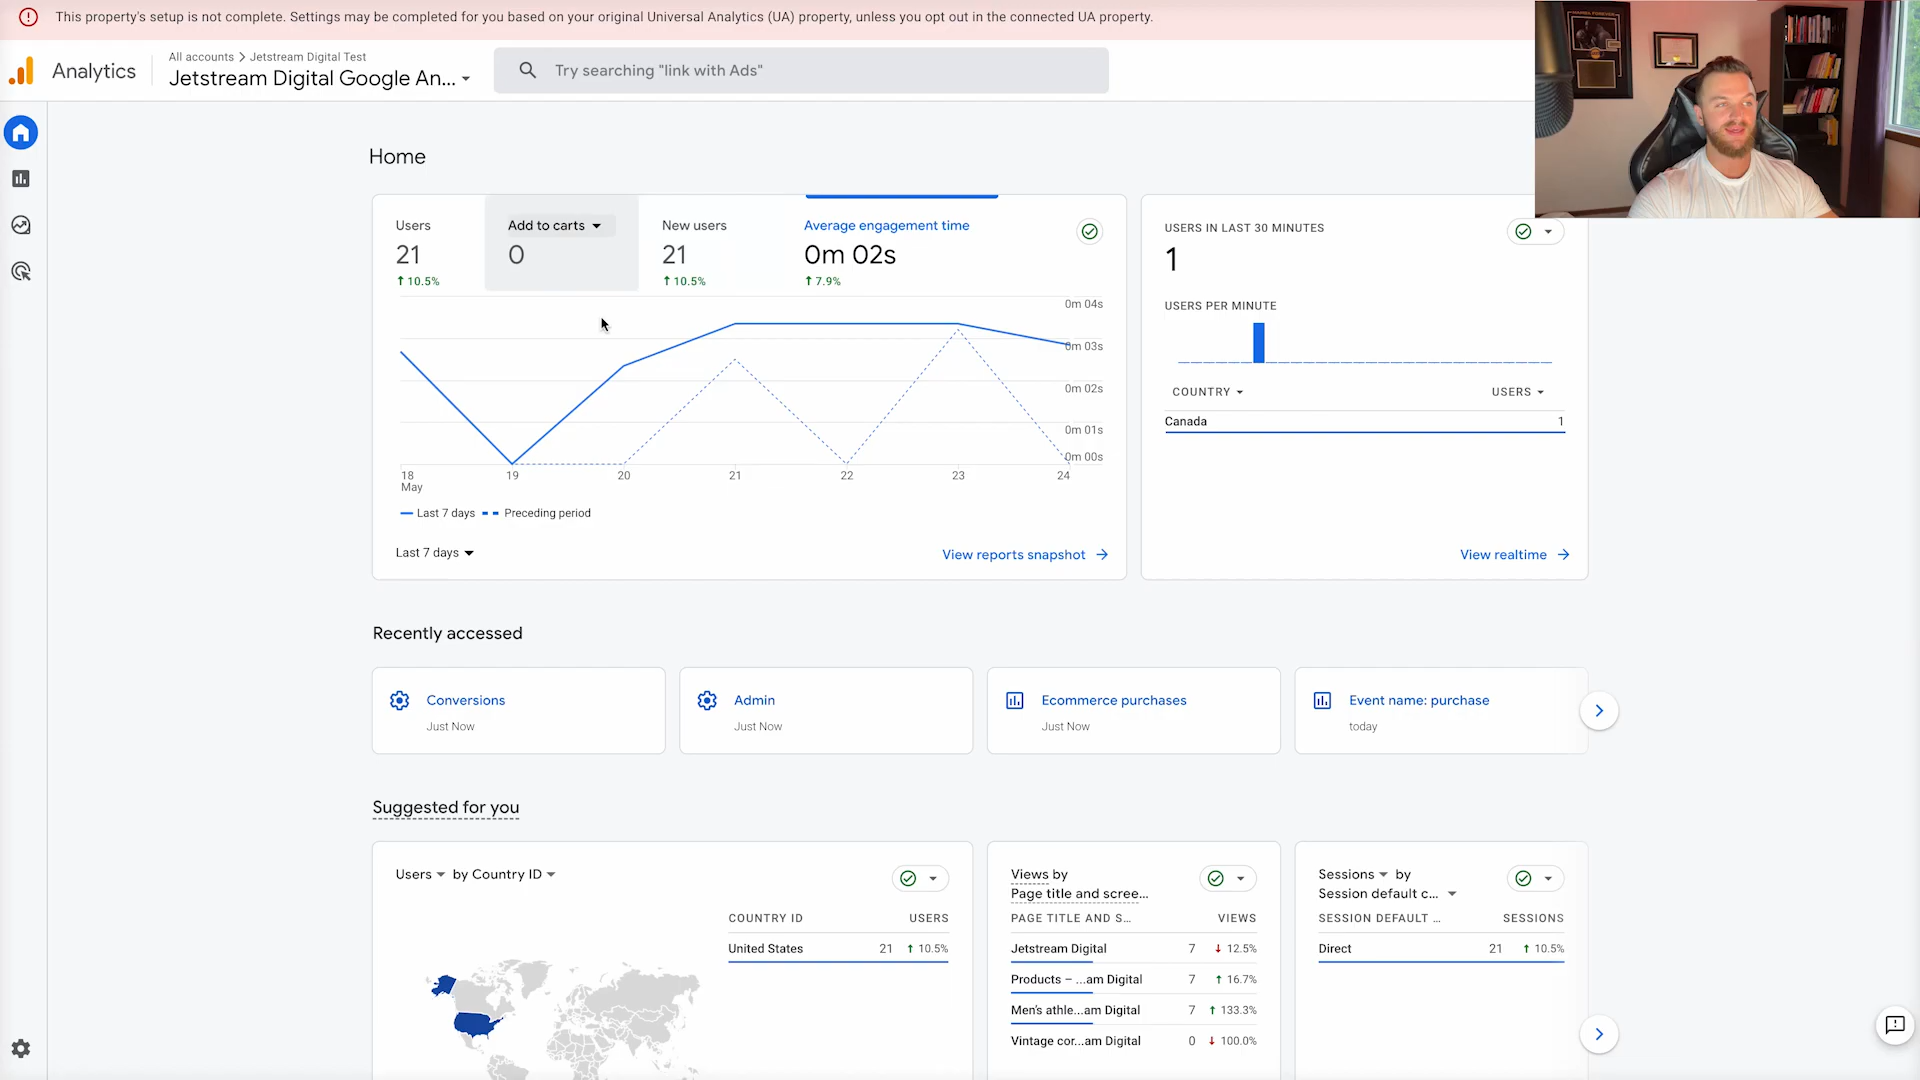 This property's setup is not complete. Settings may be completed for you based on your original Universal Analytics (UA) property, unless you opt out in the connected UA property.
Analytics
All accounts > Jetstream Digital Test
Jetstream Digital Google An...
Try searching "link with Ads"
Home
Users
21
10.5%
Add to carts
0
New users
21
10.5%
Average engagement time
0m 02s
7.9%
0m 04s
0m 03s
0m 02s
0m 01s
0m 00s
18 19 20 21 22 23 24
May
Last 7 days Preceding period
Last 7 days
View reports snapshot
USERS IN LAST 30 MINUTES
1
USERS PER MINUTE
COUNTRY USERS
Canada 1
View realtime
Recently accessed
Conversions
Just Now
Admin
Just Now
Ecommerce purchases
Just Now
Event name: purchase
today
Suggested for you
Users by Country ID
COUNTRY ID USERS
United States 21 10.5%
Views by
Page title and scree...
PAGE TITLE AND S... VIEWS
Jetstream Digital 7 12.5%
Products – ...am Digital 7 16.7%
Men's athle...am Digital 7 133.3%
Vintage cor...am Digital 0 100.0%
Sessions by
Session default c...
SESSION DEFAULT ... SESSIONS
Direct 21 10.5%